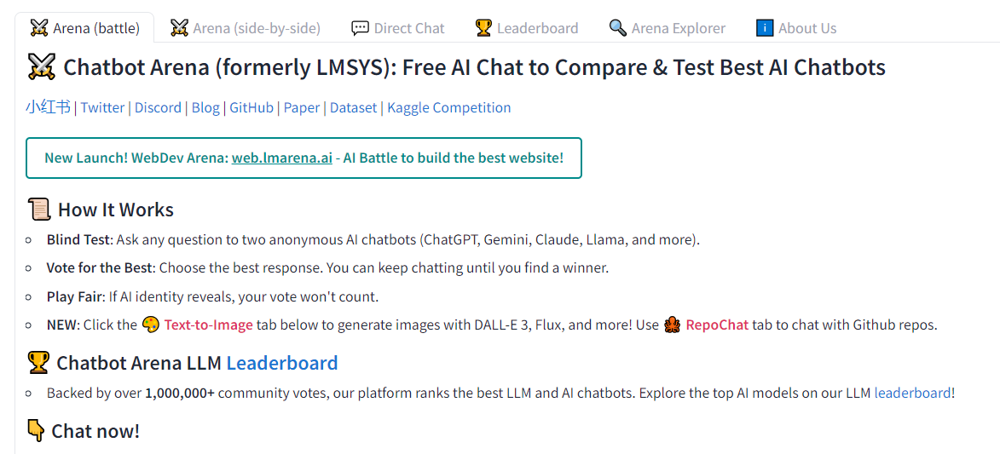 ⚔️ Arena (battle) ⚔️ Arena (side-by-side) 💬 Direct Chat 🏆 Leaderboard 🔍 Arena Explorer ℹ️ About Us
⚔️ Chatbot Arena (formerly LMSYS): Free AI Chat to Compare & Test Best AI Chatbots
小红书 | Twitter | Discord | Blog | GitHub | Paper | Dataset | Kaggle Competition
New Launch! WebDev Arena: web.lmarena.ai - AI Battle to build the best website!
📜 How It Works
Blind Test: Ask any question to two anonymous AI chatbots (ChatGPT, Gemini, Claude, Llama, and more).
Vote for the Best: Choose the best response. You can keep chatting until you find a winner.
Play Fair: If AI identity reveals, your vote won't count.
NEW: Click the 🎨 Text-to-Image tab below to generate images with DALL-E 3, Flux, and more! Use 🐙 RepoChat tab to chat with Github repos.
🏆 Chatbot Arena LLM Leaderboard
Backed by over 1,000,000+ community votes, our platform ranks the best LLM and AI chatbots. Explore the top AI models on our LLM leaderboard!
👇 Chat now!